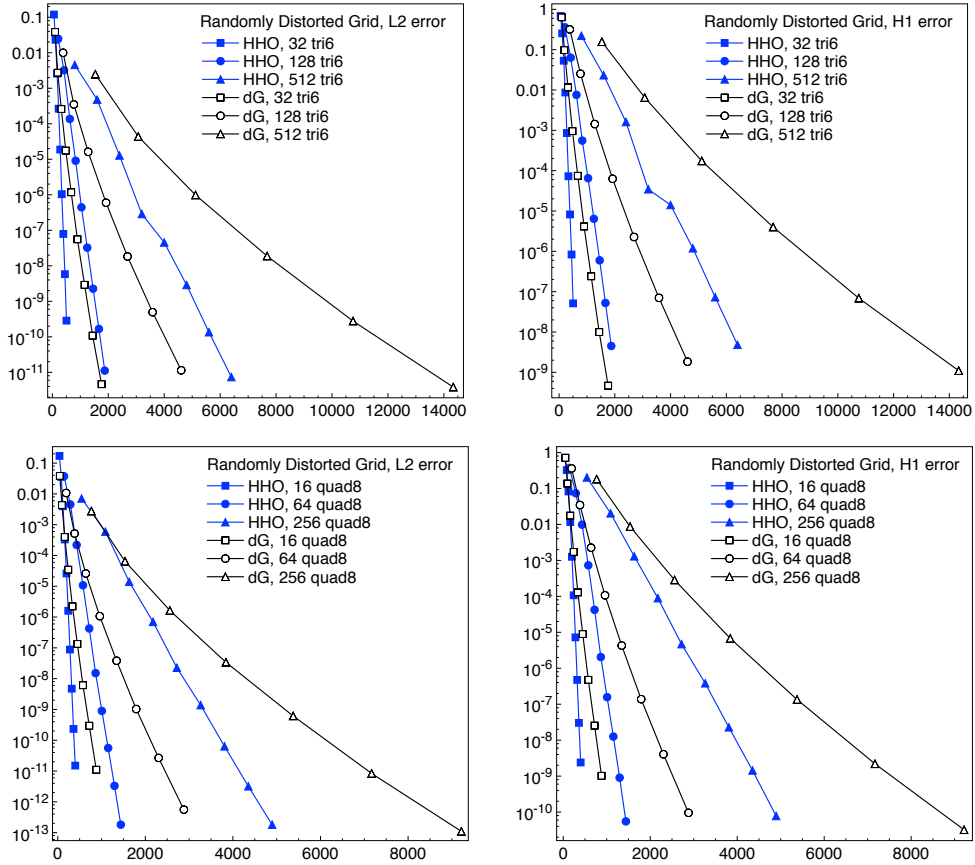 Randomly Distorted Grid, L2 error
HHO, 32 tri6
HHO, 128 tri6
HHO, 512 tri6
dG, 32 tri6
dG, 128 tri6
dG, 512 tri6
0.1
0.01
10-3
10-4
10-5
10-6
10-7
10-8
10-9
10-10
10-11
0 2000 4000 6000 8000 10000 12000 14000
Randomly Distorted Grid, H1 error
HHO, 32 tri6
HHO, 128 tri6
HHO, 512 tri6
dG, 32 tri6
dG, 128 tri6
dG, 512 tri6
1
0.1
0.01
10-3
10-4
10-5
10-6
10-7
10-8
10-9
0 2000 4000 6000 8000 10000 12000 14000
Randomly Distorted Grid, L2 error
HHO, 16 quad8
HHO, 64 quad8
HHO, 256 quad8
dG, 16 quad8
dG, 64 quad8
dG, 256 quad8
0.1
0.01
10-3
10-4
10-5
10-6
10-7
10-8
10-9
10-10
10-11
10-12
10-13
0 2000 4000 6000 8000
Randomly Distorted Grid, H1 error
HHO, 16 quad8
HHO, 64 quad8
HHO, 256 quad8
dG, 16 quad8
dG, 64 quad8
dG, 256 quad8
1
0.1
0.01
10-3
10-4
10-5
10-6
10-7
10-8
10-9
10-10
0 2000 4000 6000 8000